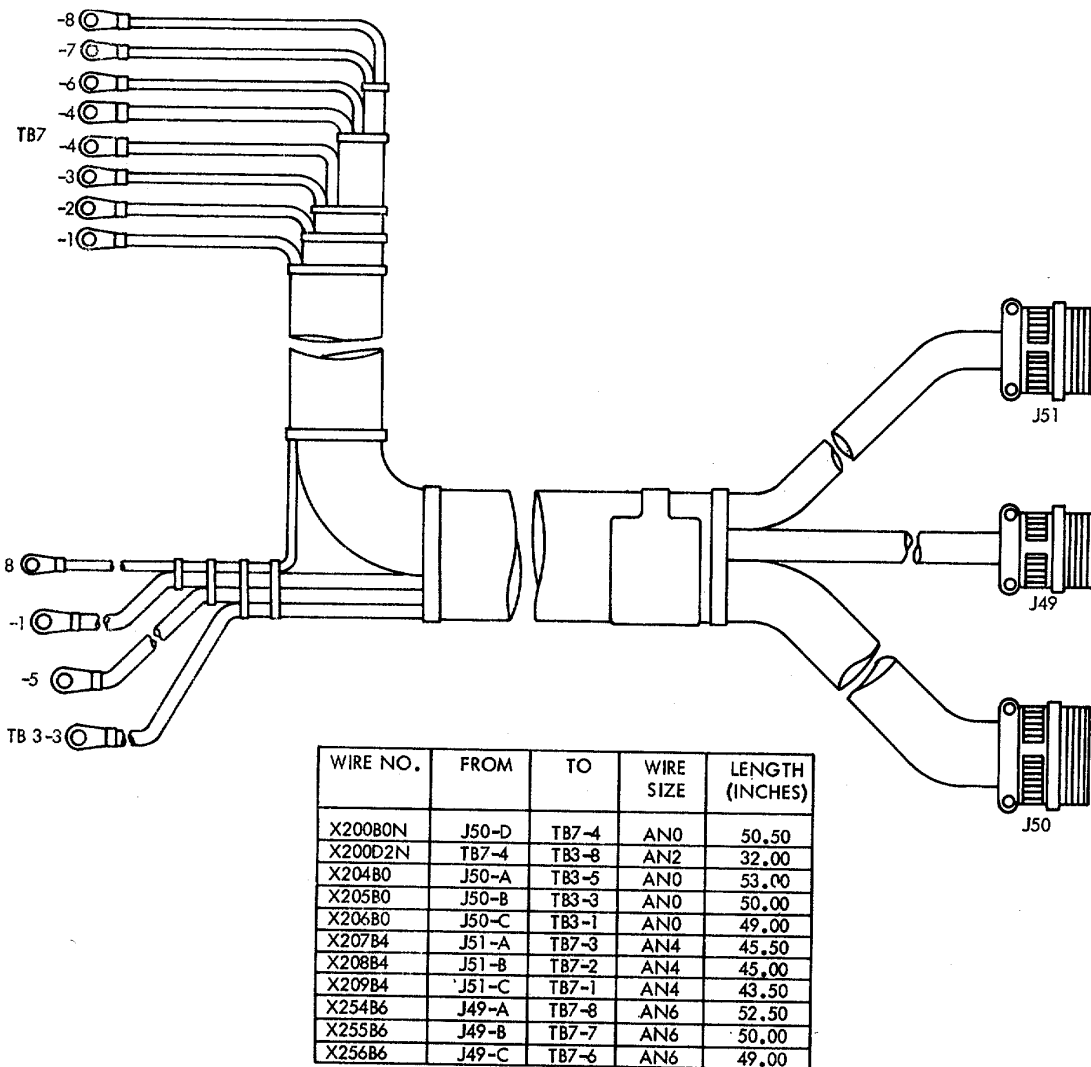 -8
-7
-6
-4
TB7
-4
-3
-2
-1
J51
8
-1
J49
-5
TB 3-3
J50
WIRE NO. FROM TO WIRE SIZE LENGTH (INCHES)
X200B0N J50-D TB7-4 AN0 50.50
X200D2N TB7-4 TB3-8 AN2 32.00
X204B0 J50-A TB3-5 AN0 53.00
X205B0 J50-B TB3-3 AN0 50.00
X206B0 J50-C TB3-1 AN0 49.00
X207B4 J51-A TB7-3 AN4 45.50
X208B4 J51-B TB7-2 AN4 45.00
X209B4 J51-C TB7-1 AN4 43.50
X254B6 J49-A TB7-8 AN6 52.50
X255B6 J49-B TB7-7 AN6 50.00
X256B6 J49-C TB7-6 AN6 49.00